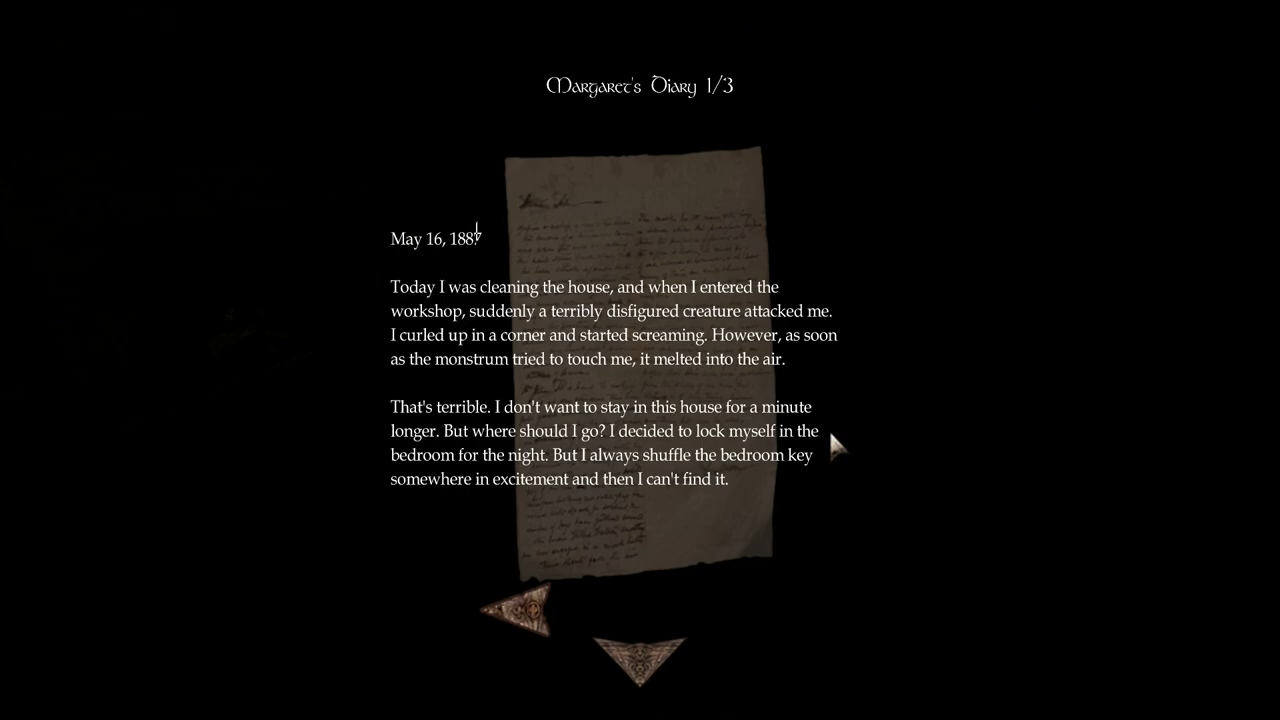 Margaret's Diary 1/3
May 16, 1887
Today I was cleaning the house, and when I entered the
workshop, suddenly a terribly disfigured creature attacked me.
I curled up in a corner and started screaming. However, as soon
as the monstrum tried to touch me, it melted into the air.
That's terrible. I don't want to stay in this house for a minute
longer. But where should I go? I decided to lock myself in the
bedroom for the night. But I always shuffle the bedroom key
somewhere in excitement and then I can't find it.